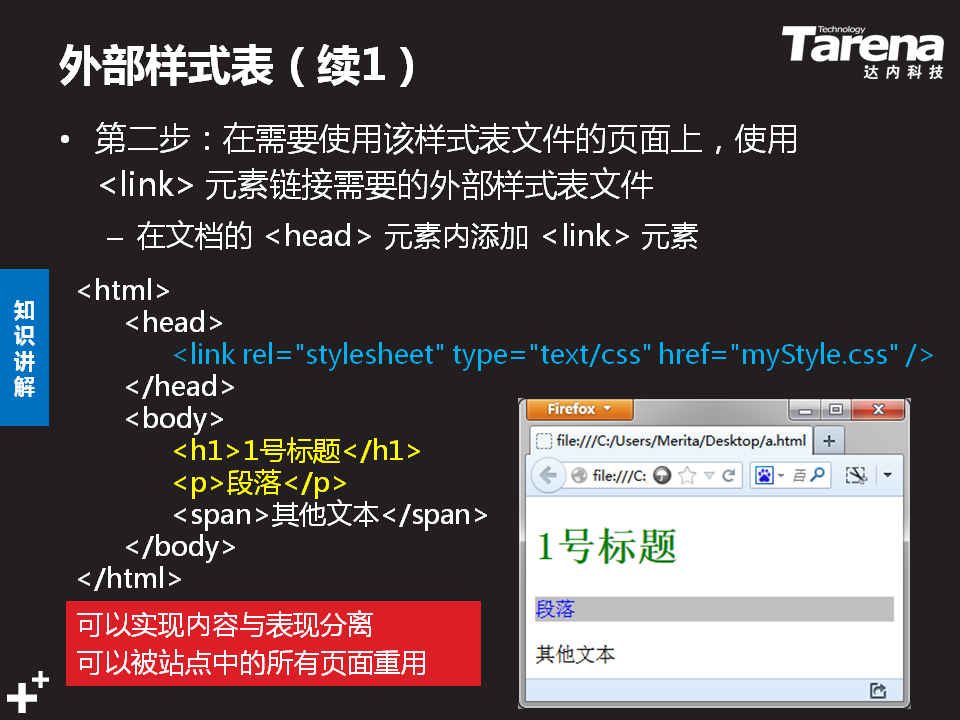 外部样式表（续1）
Technology
Tarena
达内科技
• 第二步：在需要使用该样式表文件的页面上，使用
<link> 元素链接需要的外部样式表文件
– 在文档的 <head> 元素内添加 <link> 元素
知识讲解
<html>
<head>
<link rel="stylesheet" type="text/css" href="myStyle.css" />
</head>
<body>
<h1>1号标题</h1>
<p>段落</p>
<span>其他文本</span>
</body>
</html>
可以实现内容与表现分离
可以被站点中的所有页面重用
Firefox
file:///C:/Users/Merita/Desktop/a.html
file:///C:
百
1号标题
段落
其他文本